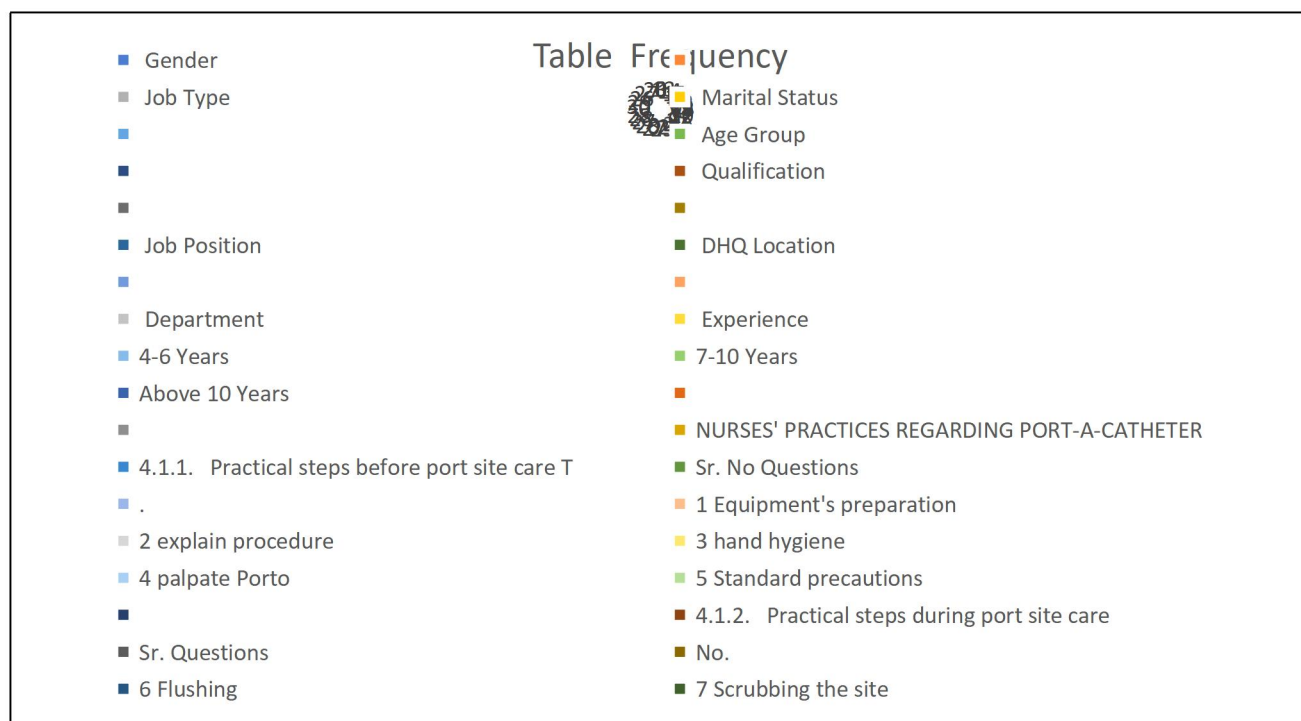 Table Frequency
Gender
Job Type Marital Status
Age Group
Qualification
Job Position DHQ Location
Department Experience
4-6 Years 7-10 Years
Above 10 Years
NURSES' PRACTICES REGARDING PORT-A-CATHETER
4.1.1. Practical steps before port site care T Sr. No Questions
. 1 Equipment's preparation
2 explain procedure 3 hand hygiene
4 palpate Porto 5 Standard precautions
4.1.2. Practical steps during port site care
Sr. Questions No.
6 Flushing 7 Scrubbing the site